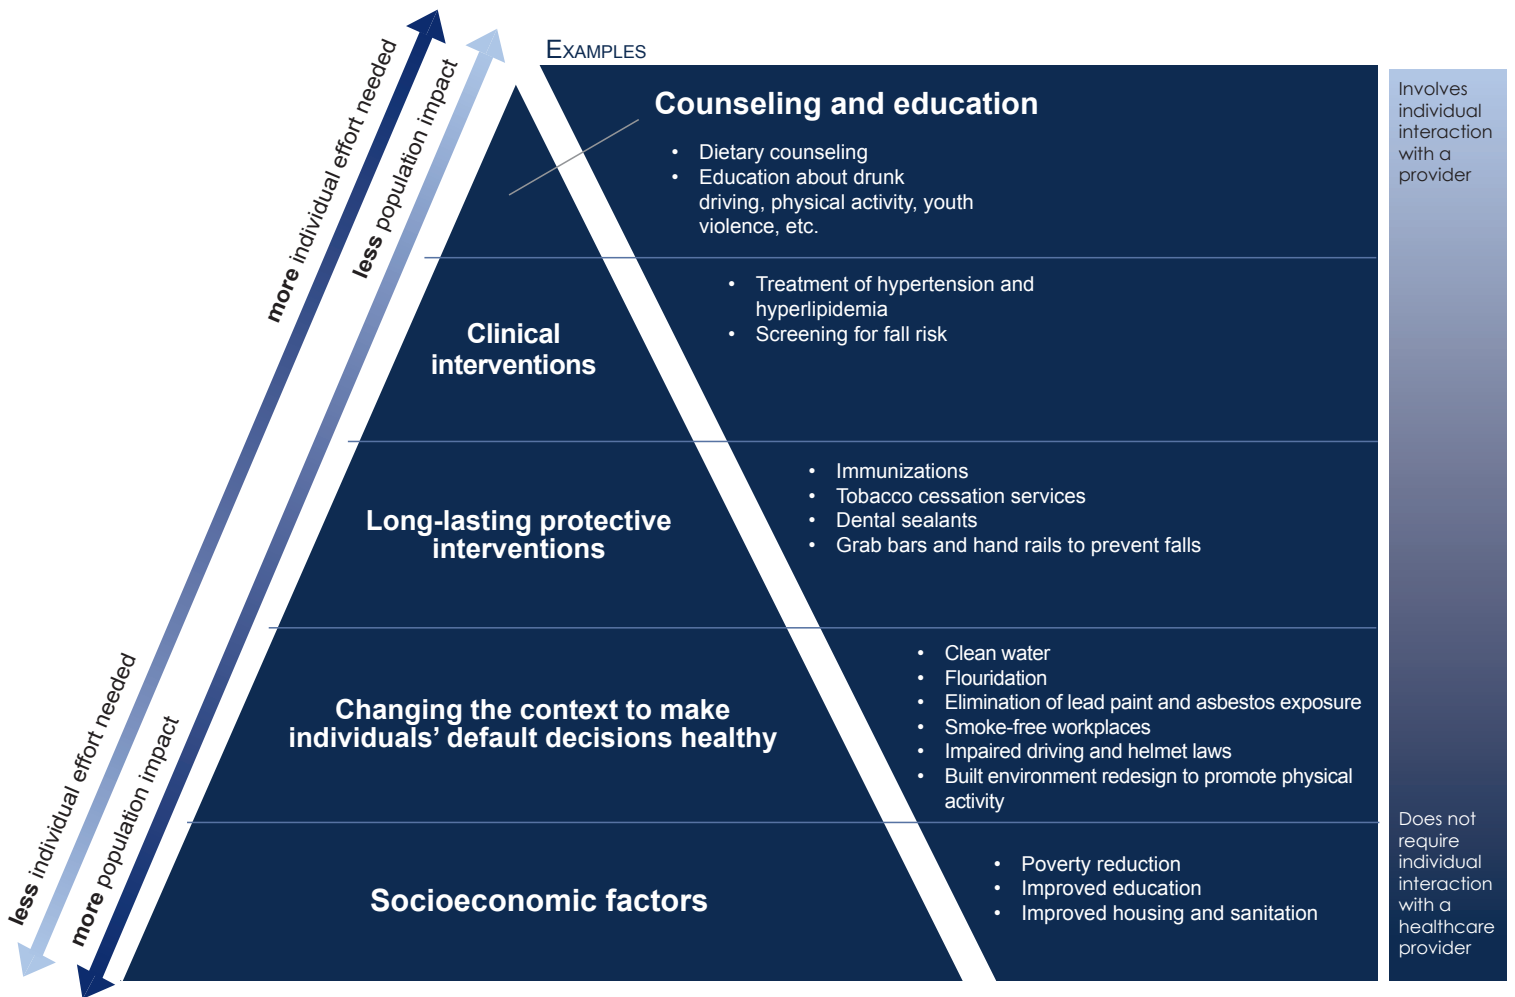 EXAMPLES
more individual effort needed
less population impact
less individual effort needed
more population impact
Counseling and education
• Dietary counseling
• Education about drunk
driving, physical activity, youth
violence, etc.
Clinical
interventions
• Treatment of hypertension and
hyperlipidemia
• Screening for fall risk
Long-lasting protective
interventions
• Immunizations
• Tobacco cessation services
• Dental sealants
• Grab bars and hand rails to prevent falls
Changing the context to make
individuals’ default decisions healthy
• Clean water
• Flouridation
• Elimination of lead paint and asbestos exposure
• Smoke-free workplaces
• Impaired driving and helmet laws
• Built environment redesign to promote physical
activity
Socioeconomic factors
• Poverty reduction
• Improved education
• Improved housing and sanitation
Involves
individual
interaction
with a
provider
Does not
require
individual
interaction
with a
healthcare
provider